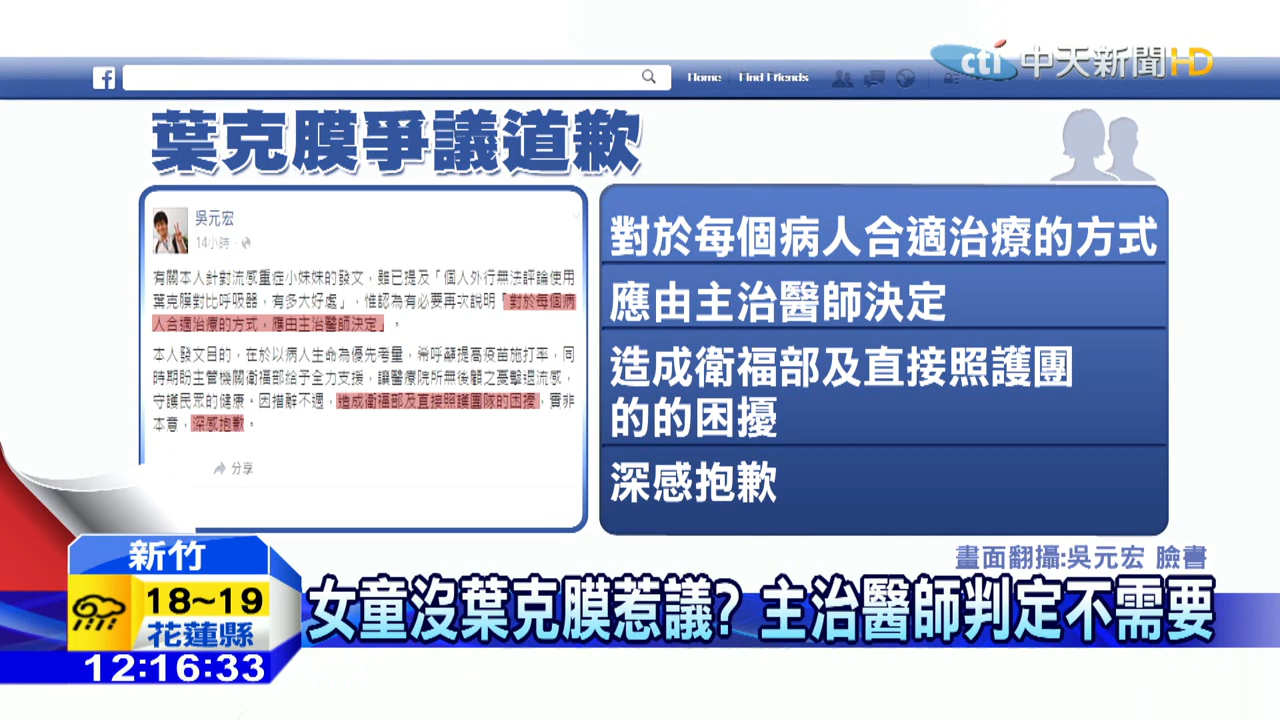 cti 中天新聞HD
Home Find Friends
葉克膜爭議道歉
吳元宏
14小時
有關本人針對流感重症小妹妹的發文，雖已提及「個人外行無法評論使用
葉克膜對比呼吸器，有多大好處」，惟認為有必要再次說明「對於每個病
人合適治療的方式，應由主治醫師決定」。
本人發文目的，在於以病人生命為優先考量，希呼籲提高疫苗施打率，同
時期盼主管機關衛福部給予全力支援，讓醫療院所無後顧之憂擊退流感，
守護民眾的健康。因措辭不週，造成衛福部及直接照護團隊的困擾，實非
本意，深感抱歉。
分享
對於每個病人合適治療的方式
應由主治醫師決定
造成衛福部及直接照護團
的的困擾
深感抱歉
畫面翻攝:吳元宏 臉書
新竹
18~19
花蓮縣
12:16:33
女童沒葉克膜惹議? 主治醫師判定不需要